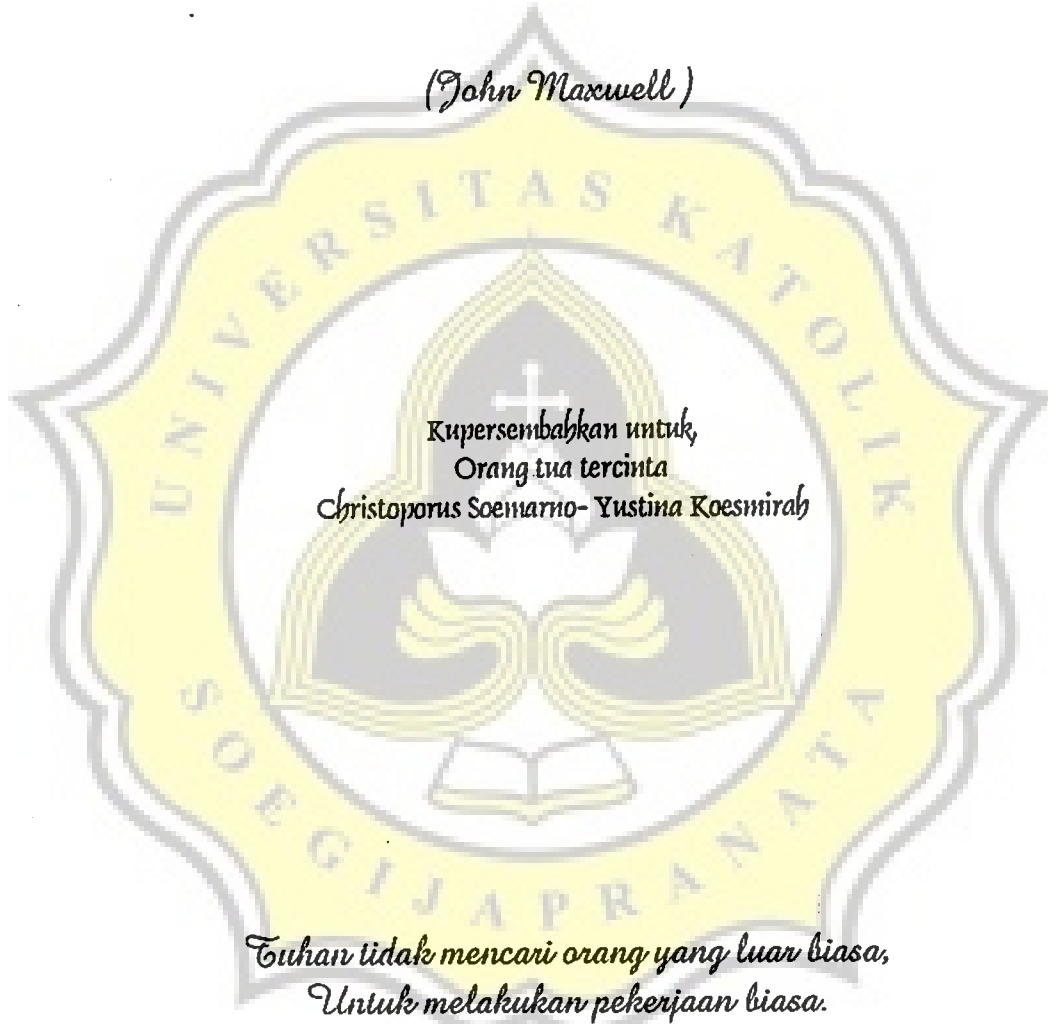 (John Maxwell )
UNIVERSITAS KATOLIK
Kupersembahkan untuk,
Orang tua tercinta
Christoporus Soemarno- Yustina Koesmirah
SOEGIJAPRANATA
Tuhan tidak mencari orang yang luar biasa,
Untuk melakukan pekerjaan biasa.